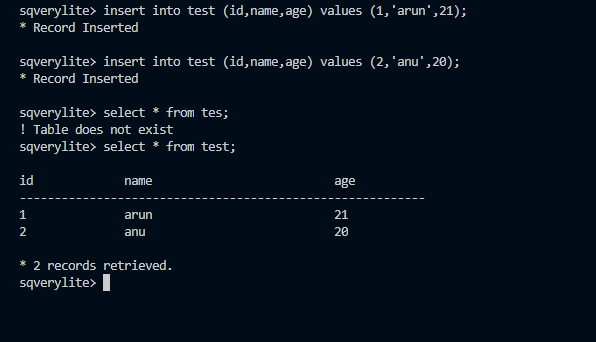 sqverylite> insert into test (id,name,age) values (1,'arun',21);
* Record Inserted
sqverylite> insert into test (id,name,age) values (2,'anu',20);
* Record Inserted
sqverylite> select * from tes;
! Table does not exist
sqverylite> select * from test;
id name age
----------------------------------------------------------
1 arun 21
2 anu 20
* 2 records retrieved.
sqverylite>